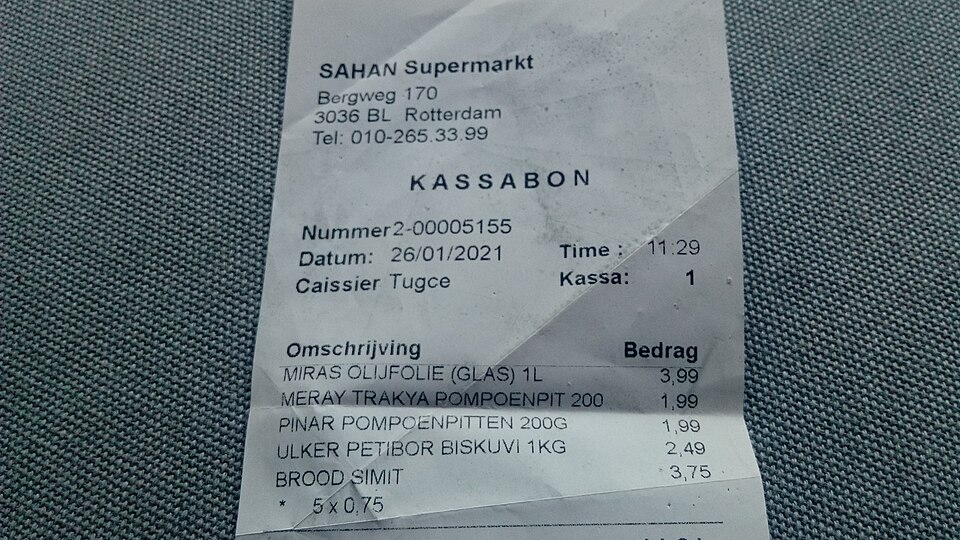 SAHAN Supermarkt
Bergweg 170
3036 BL Rotterdam
Tel: 010-265.33.99
KASSABON
Nummer 2-00005155
Datum: 26/01/2021 Time : 11:29
Caissier Tugce Kassa: 1
Omschrijving Bedrag
MIRAS OLIJFOLIE (GLAS) 1L 3,99
MERAY TRAKYA POMPOENPIT 200 1,99
PINAR POMPOENPITTEN 200G 1,99
ULKER PETIBOR BISKUVI 1KG 2,49
BROOD SIMIT 3,75
* 5 x 0,75